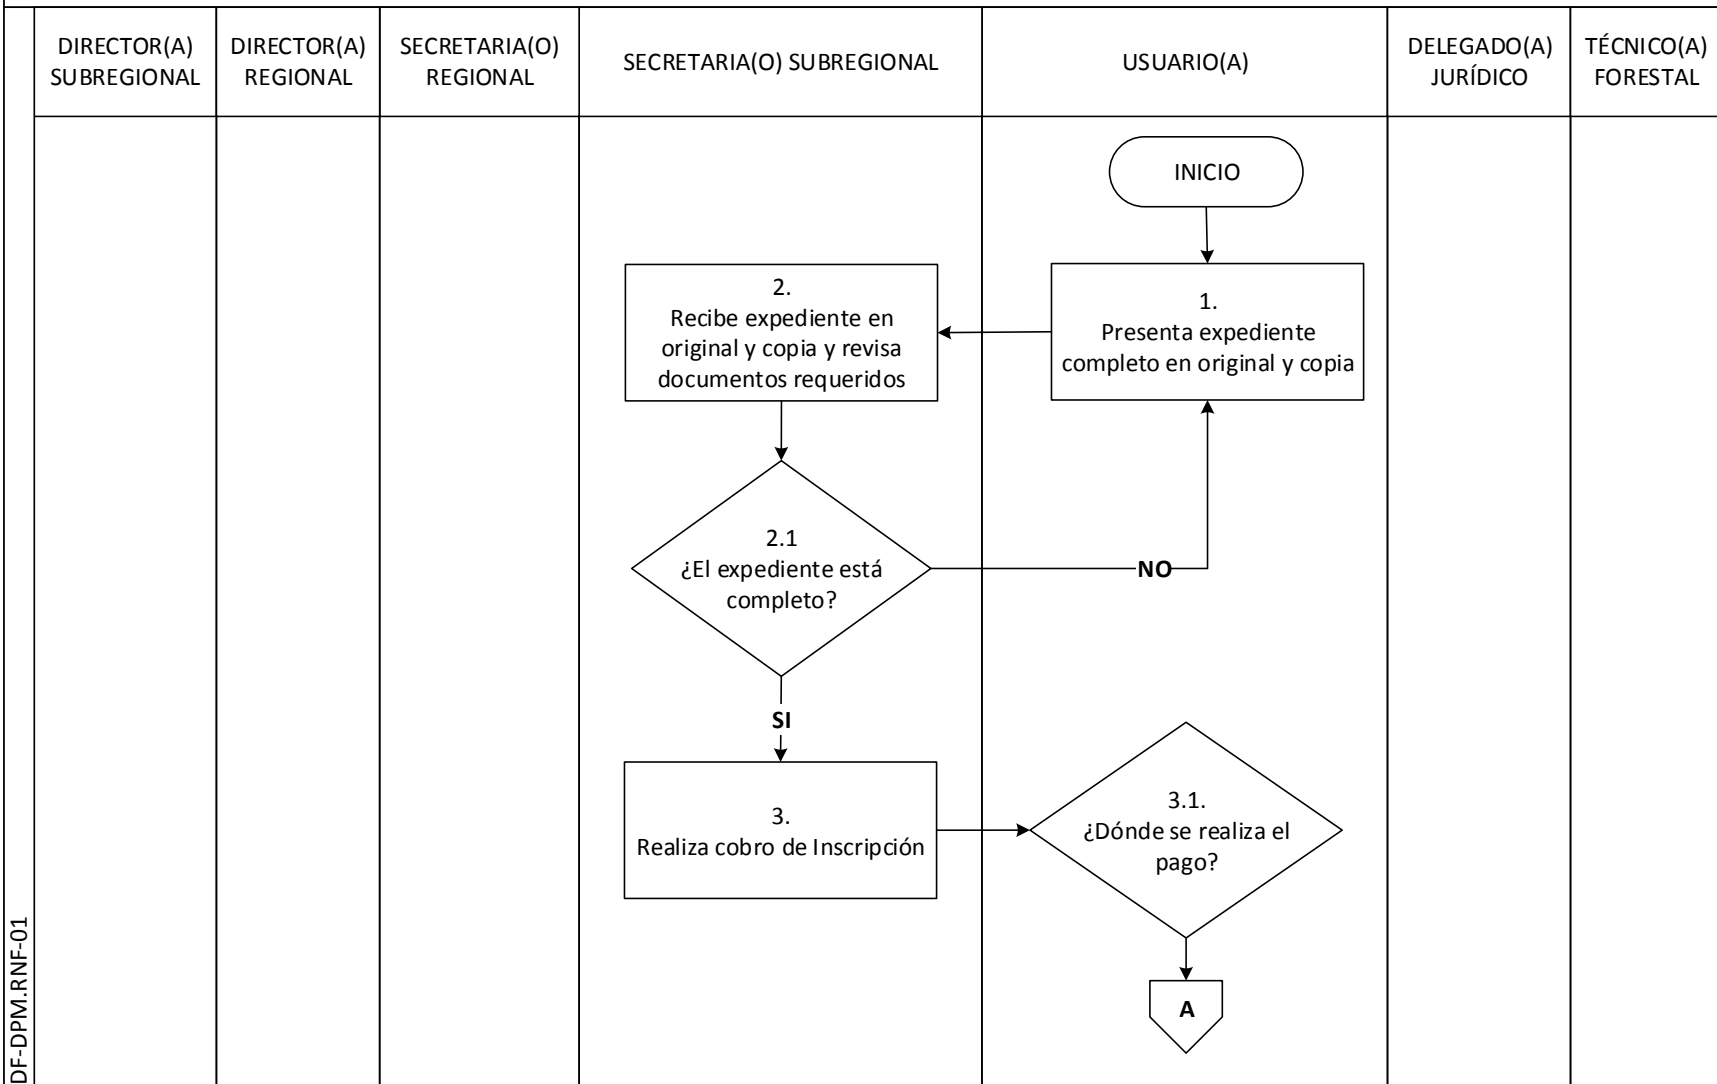 DIRECTOR(A)
SUBREGIONAL
DIRECTOR(A)
REGIONAL
SECRETARIA(O)
REGIONAL
SECRETARIA(O) SUBREGIONAL
USUARIO(A)
DELEGADO(A)
JURÍDICO
TÉCNICO(A)
FORESTAL
INICIO
1.
Presenta expediente
completo en original y copia
2.
Recibe expediente en
original y copia y revisa
documentos requeridos
2.1
¿El expediente está
completo?
NO
SI
3.
Realiza cobro de Inscripción
3.1.
¿Dónde se realiza el
pago?
A
DF-DPM.RNF-01